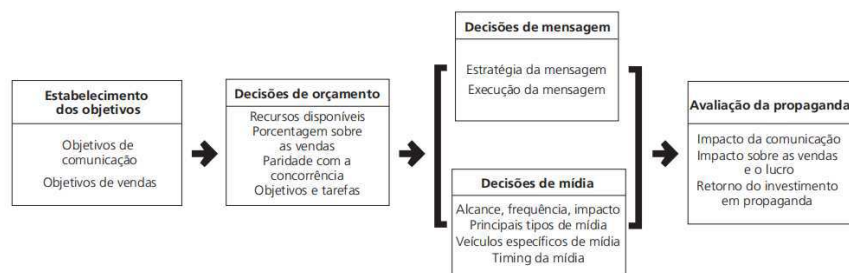 Estabelecimento
dos objetivos
Objetivos de
comunicação
Objetivos de vendas
Decisões de orçamento
Recursos disponíveis
Porcentagem sobre
as vendas
Paridade com a
concorrência
Objetivos e tarefas
Decisões de mensagem
Estratégia da mensagem
Execução da mensagem
Decisões de mídia
Alcance, frequência, impacto
Principais tipos de mídia
Veículos específicos de mídia
Timing da mídia
Avaliação da propaganda
Impacto da comunicação
Impacto sobre as vendas
e o lucro
Retorno do investimento
em propaganda